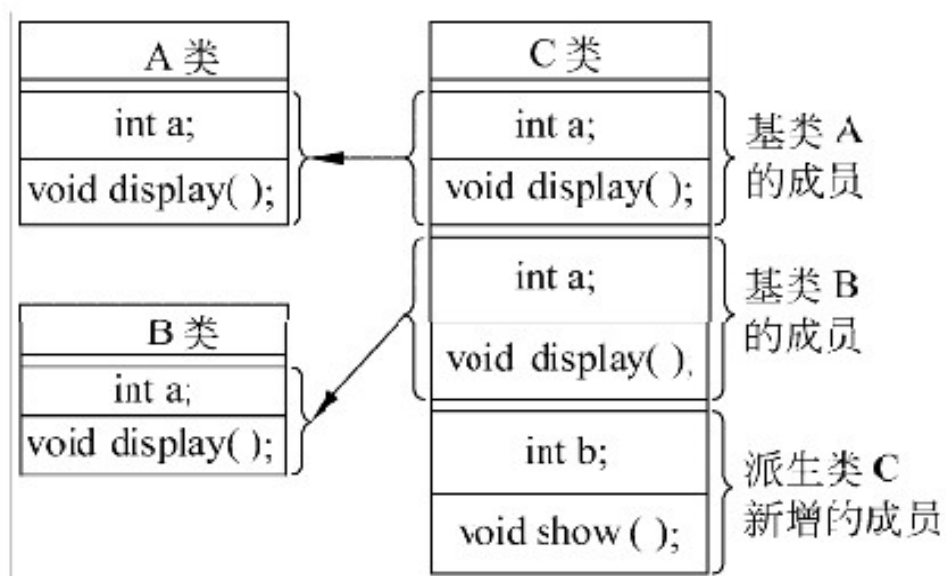 A 类
int a;
void display( );
B 类
int a;
void display( );
C 类
int a;
void display( );
int a;
void display( );
int b;
void show ( );
基类 A
的成员
基类 B
的成员
派生类 C
新增的成员